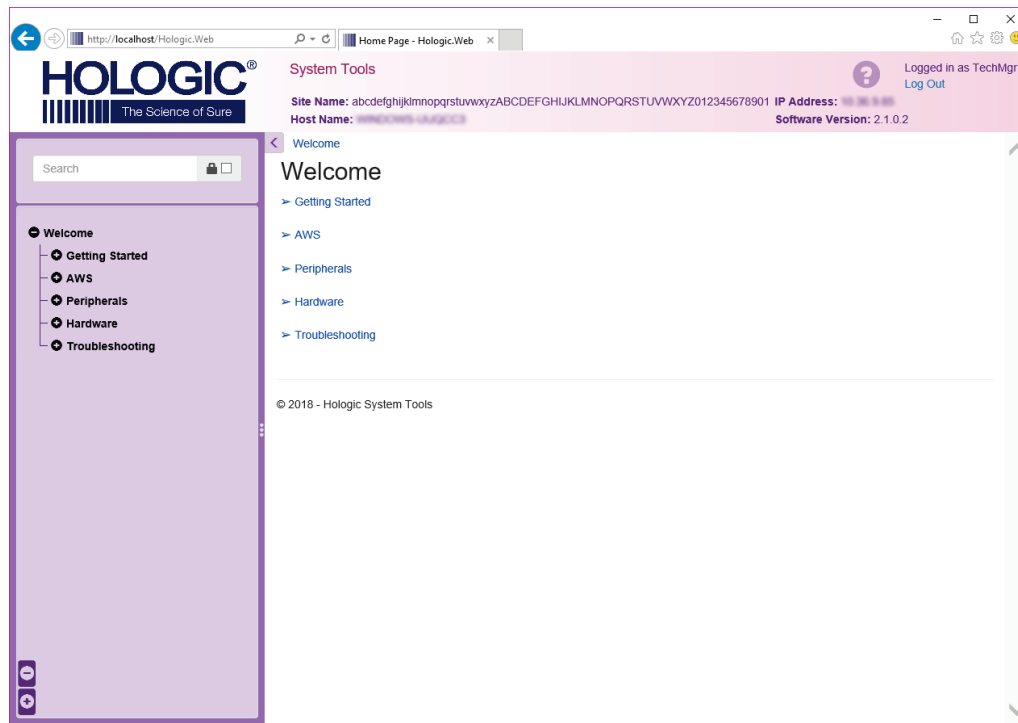 http://localhost/Hologic.Web
Home Page - Hologic.Web
HOLOGIC®
The Science of Sure
System Tools
Logged in as TechMgr
Log Out
Site Name: abcdefghijklmnopqrstuvwxyzABCDEFGHIJKLMNOPQRSTUVWXYZ012345678901 IP Address:
Host Name:
Software Version: 2.1.0.2
Search
Welcome
Getting Started
AWS
Peripherals
Hardware
Troubleshooting
Welcome
Welcome
➢ Getting Started
➢ AWS
➢ Peripherals
➢ Hardware
➢ Troubleshooting
© 2018 - Hologic System Tools